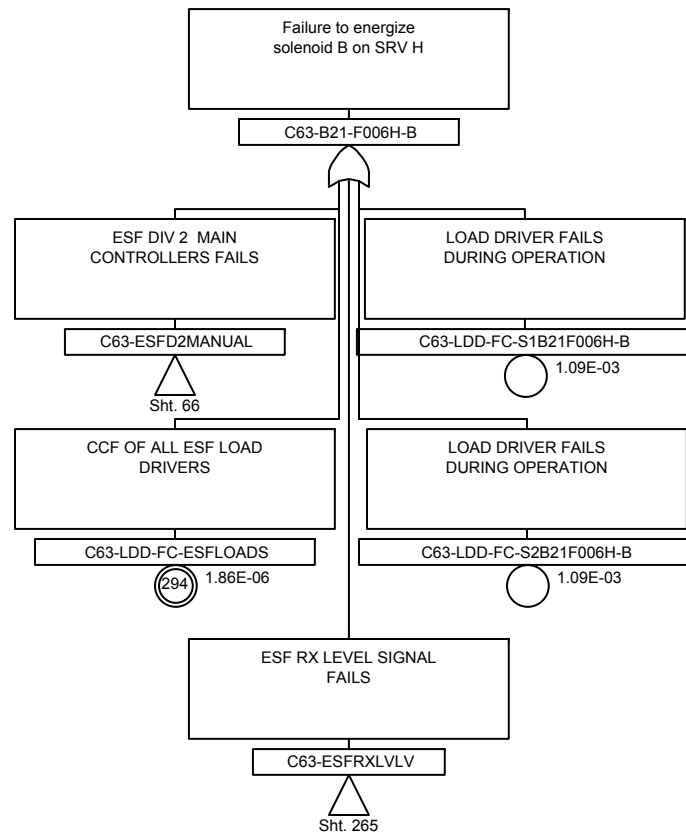 Failure to energize
solenoid B on SRV H
C63-B21-F006H-B
ESF DIV 2 MAIN
CONTROLLERS FAILS
C63-ESFD2MANUAL
Sht. 66
LOAD DRIVER FAILS
DURING OPERATION
C63-LDD-FC-S1B21F006H-B
1.09E-03
CCF OF ALL ESF LOAD
DRIVERS
C63-LDD-FC-ESFLOADS
294
1.86E-06
LOAD DRIVER FAILS
DURING OPERATION
C63-LDD-FC-S2B21F006H-B
1.09E-03
ESF RX LEVEL SIGNAL
FAILS
C63-ESFRXLVLV
Sht. 265